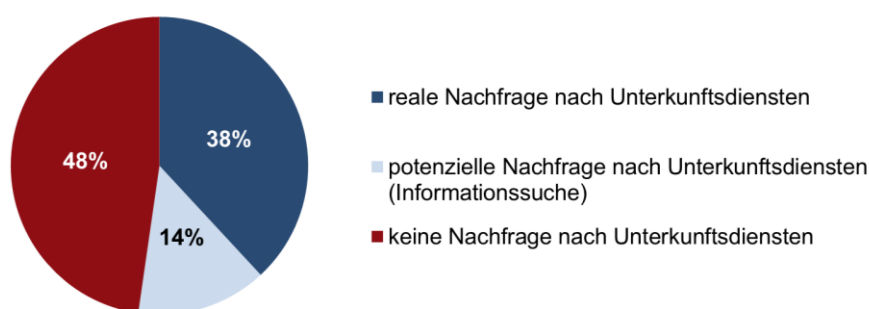 38%
48%
14%
reale Nachfrage nach Unterkunftsdiensten
potenzielle Nachfrage nach Unterkunftsdiensten
(Informationssuche)
keine Nachfrage nach Unterkunftsdiensten